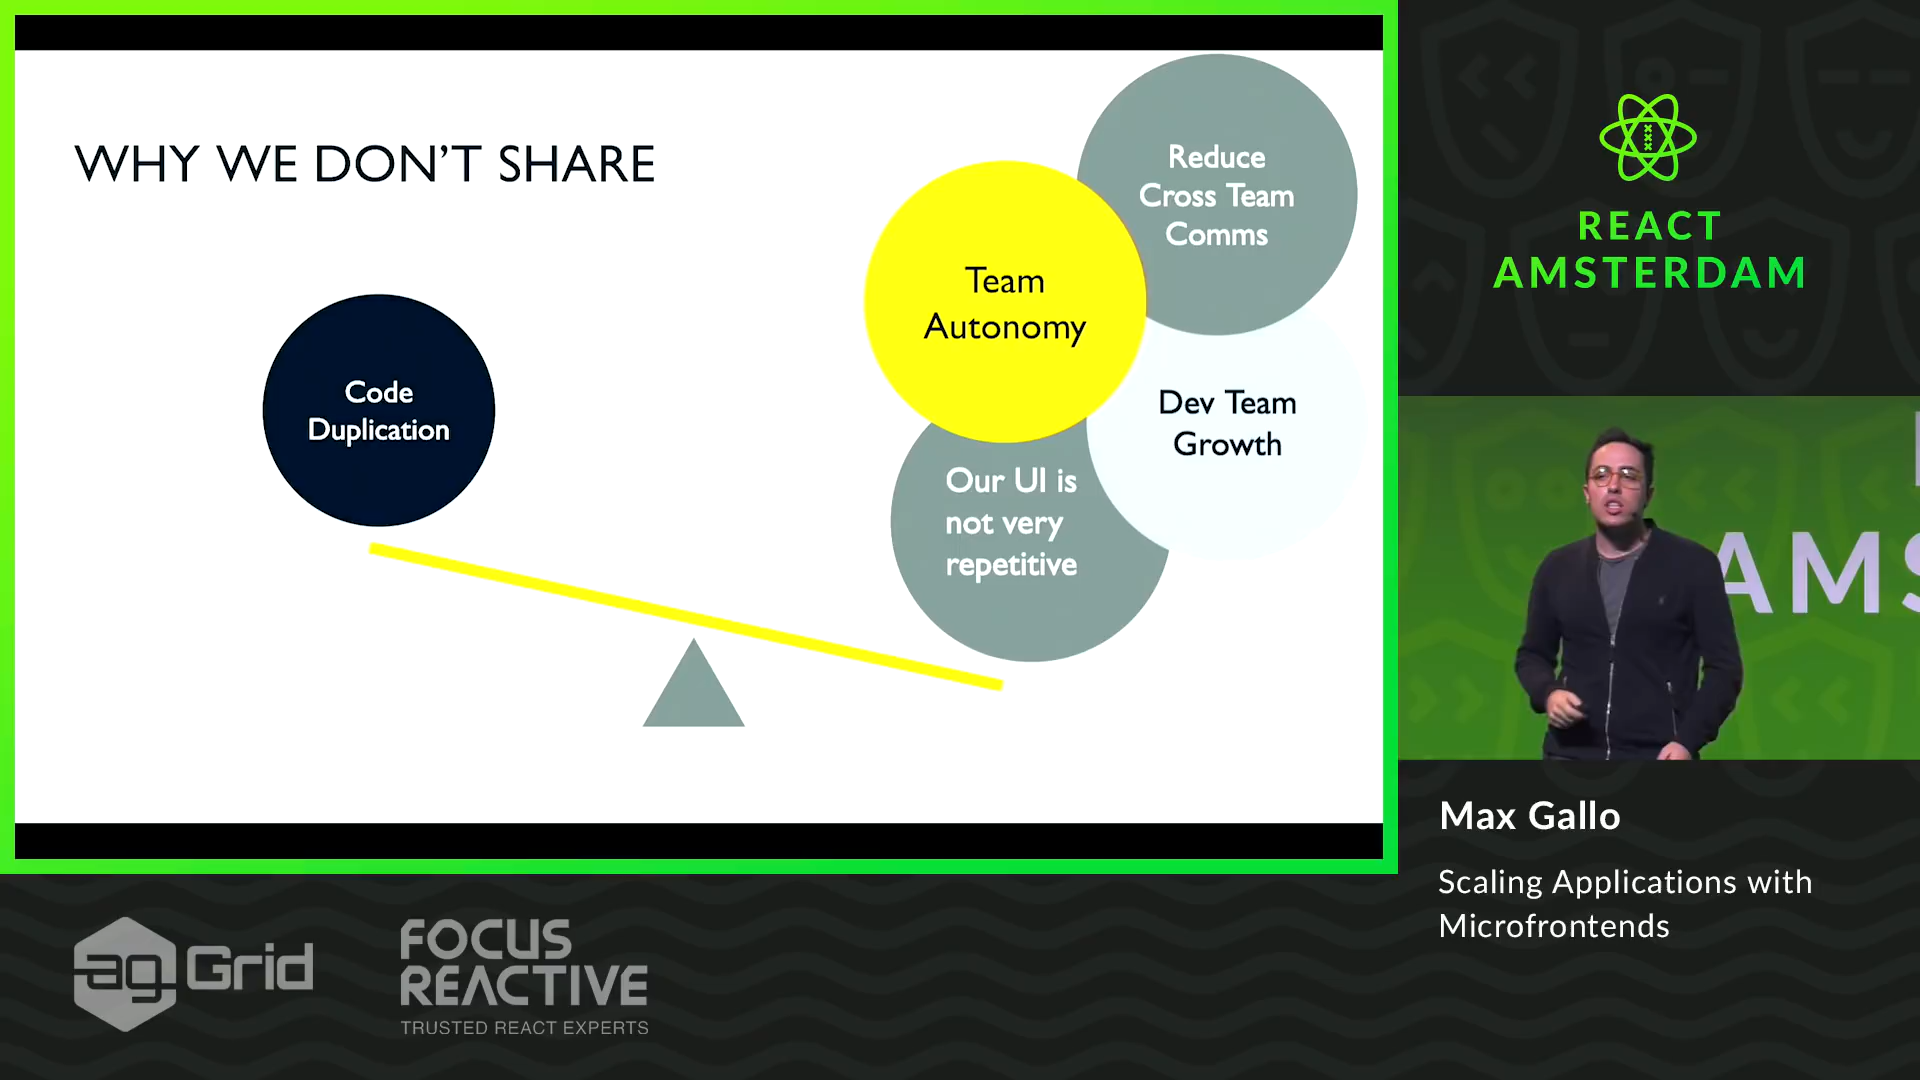 WHY WE DON'T SHARE
Code
Duplication
Team
Autonomy
Reduce
Cross Team
Comms
Dev Team
Growth
Our UI is
not very
repetitive
REACT
AMSTERDAM
AMS
Max Gallo
Scaling Applications with
Microfrontends
ag Grid
FOCUS
REACTIVE
TRUSTED REACT EXPERTS